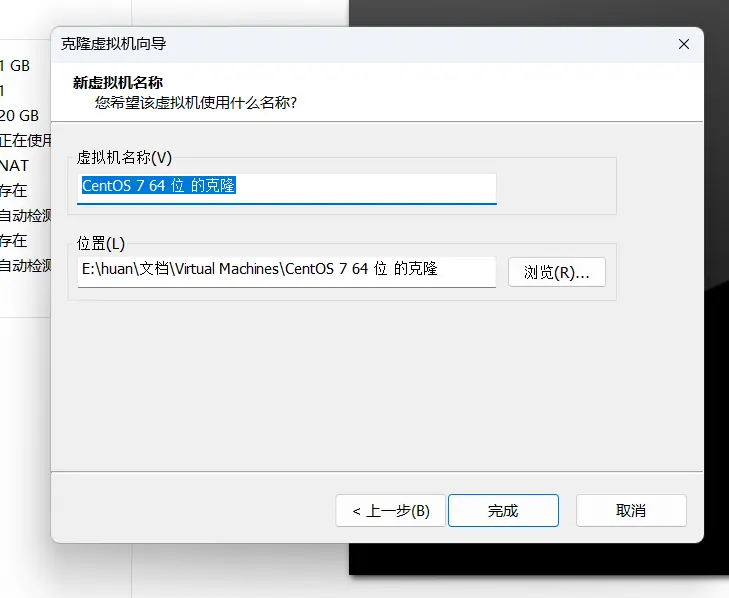 克隆虚拟机向导
1 GB
新虚拟机名称
1
您希望该虚拟机使用什么名称?
20 GB
正在使用
NAT
虚拟机名称(V)
存在
CentOS 7 64 位 的克隆
自动检测
存在
位置(L)
自动检测
E:\huan\文档\Virtual Machines\CentOS 7 64 位 的克隆
浏览(R)...
< 上一步(B)
完成
取消